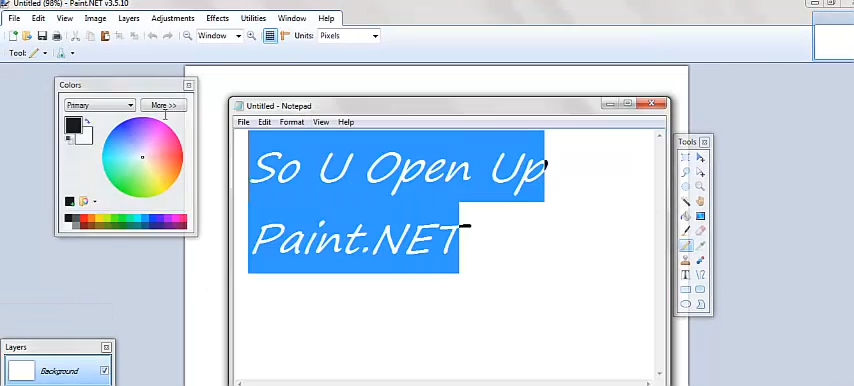 Untitled (98%) - Paint.NET v3.5.10
File Edit View Image Layers Adjustments Effects Utilities Window Help
Window Units: Pixels
Tool:
Colors
Primary More >>
Untitled - Notepad
File Edit Format View Help
So U Open Up
Paint.NET
Tools
Layers
Background